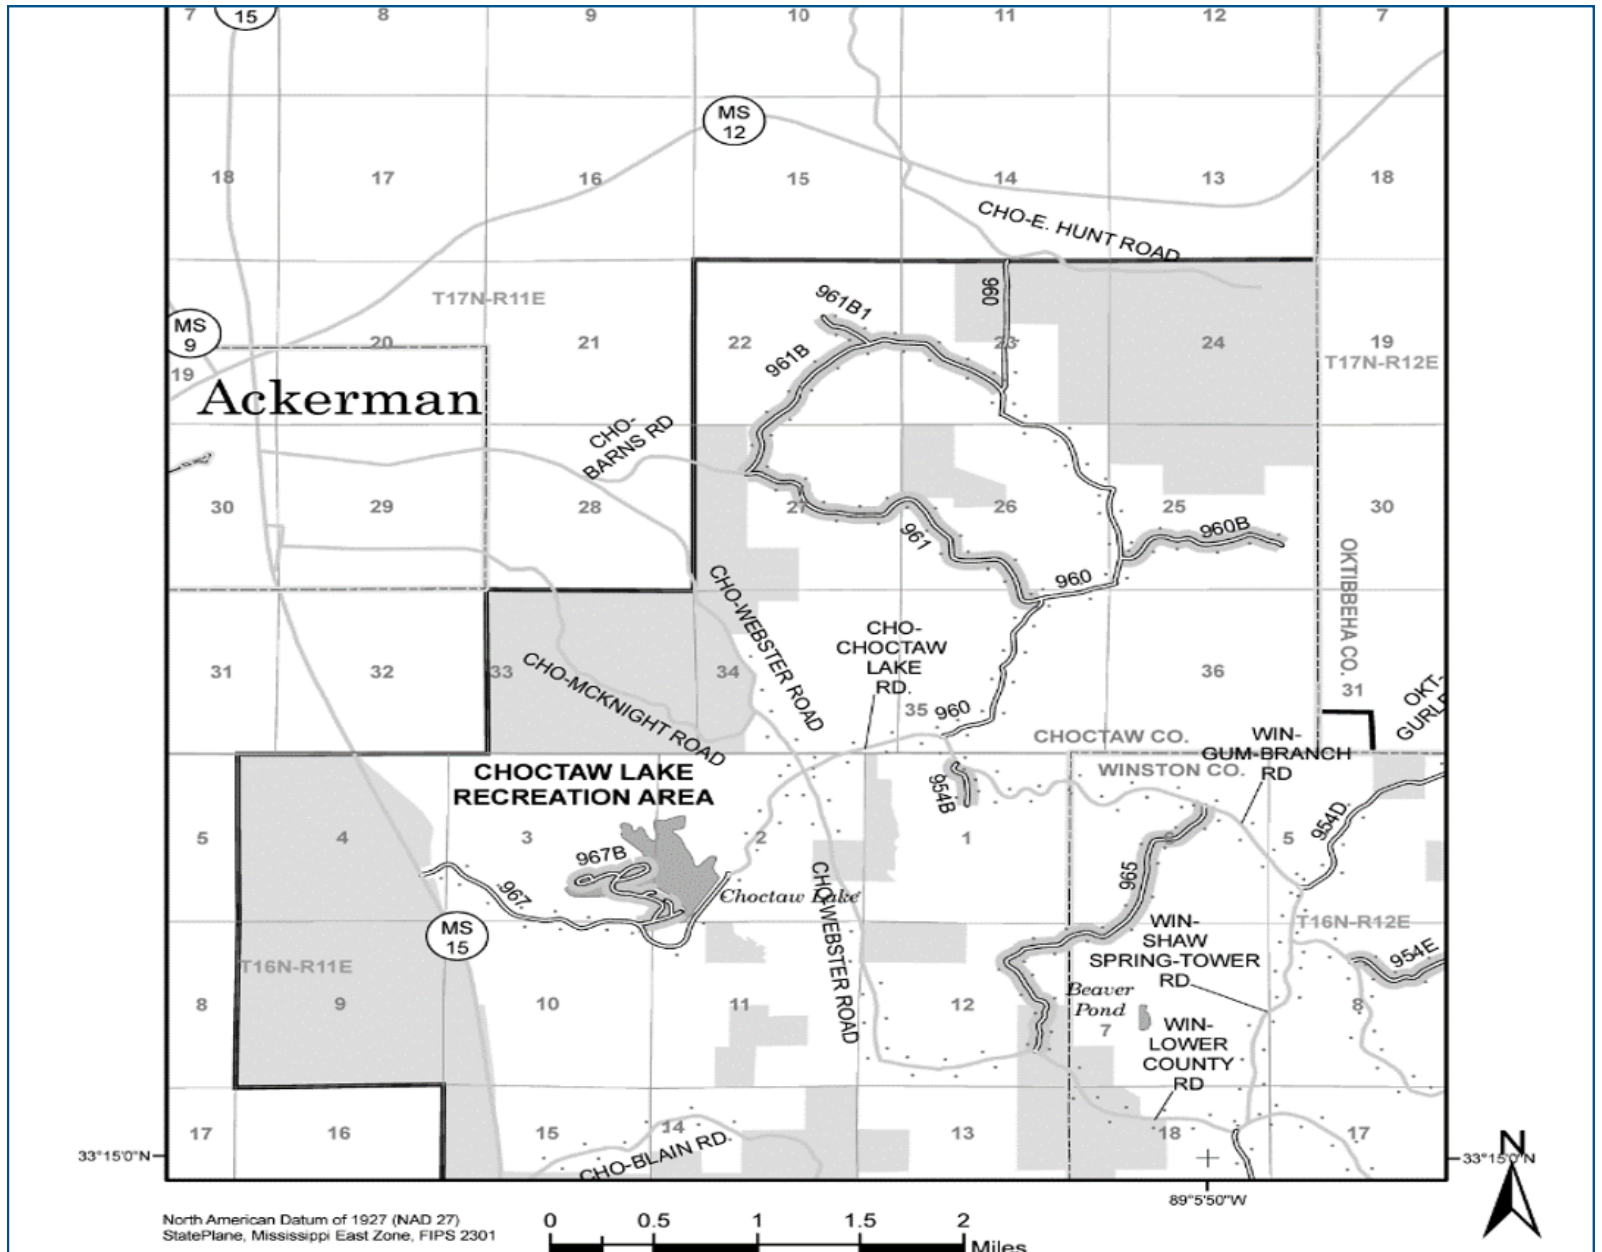 7
15
8
9
10
11
12
7
MS
12
18
17
16
15
14
13
18
CHO-E. HUNT ROAD
T17N-R11E
961B1
960
MS
9
20
21
22
961B
23
24
19
T17N-R12E
19
Ackerman
CHO-
BARNS RD
30
29
28
27
961
26
25
960B
30
960
OKTIBBEHA CO.
CHO-WEBSTER ROAD
CHO-
CHOCTAW
LAKE
RD.
31
32
33
CHO-MCKNIGHT ROAD
34
35
960
36
31
OKT-
GURLE
CHOCTAW CO.
WINSTON CO.
WIN-
GUM-BRANCH
RD
CHOCTAW LAKE
RECREATION AREA
954B
954D
5
4
3
967B
2
1
6
5
967
Choctaw Lake
CHO-WEBSTER ROAD
965
MS
15
T16N-R11E
WIN-
SHAW
SPRING-TOWER
RD
T16N-R12E
954E
8
9
10
11
12
Beaver
Pond
7
8
WIN-
LOWER
COUNTY
RD
17
16
15
14
CHO-BLAIN RD.
13
18
17
33°15'0"N
33°15'0"N
N
89°5'50"W
North American Datum of 1927 (NAD 27)
StatePlane, Mississippi East Zone, FIPS 2301
0 0.5 1 1.5 2
Miles